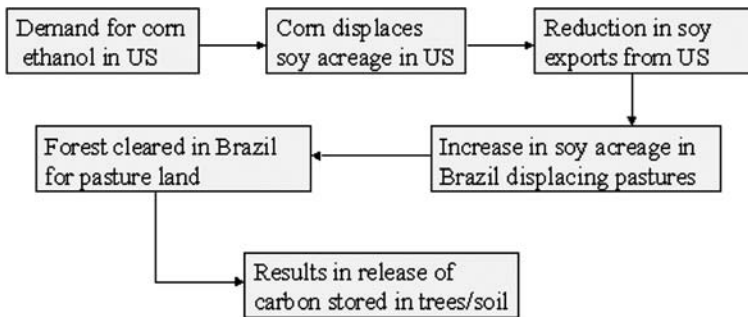 Demand for corn
ethanol in US
Corn displaces
soy acreage in US
Reduction in soy
exports from US
Increase in soy acreage in
Brazil displacing pastures
Forest cleared in Brazil
for pasture land
Results in release of
carbon stored in trees/soil